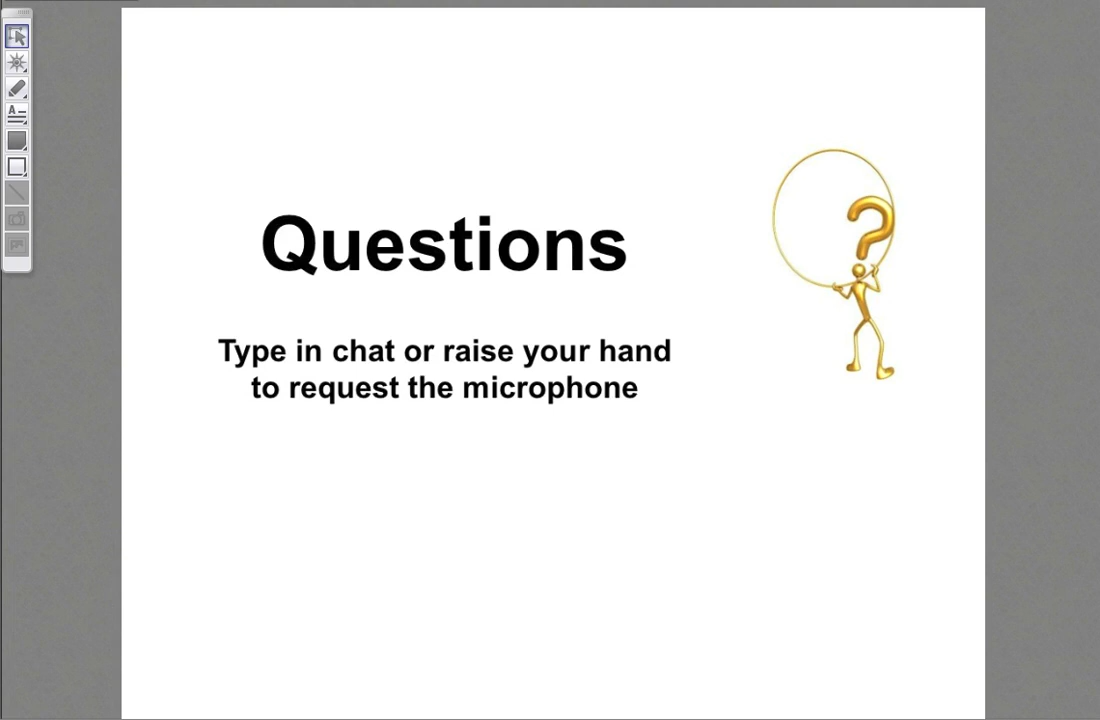 Questions
Type in chat or raise your hand
to request the microphone